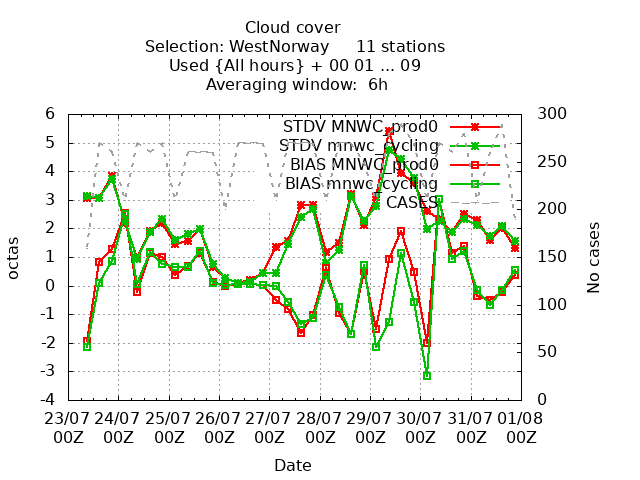 Cloud cover
Selection: WestNorway 11 stations
Used {All hours} + 00 01 ... 09
Averaging window: 6h
STDV MNWC_prod0
STDV mnwc_cycling
BIAS MNWC_prod0
BIAS mnwc_cycling
CASES
6
5
4
3
2
1
0
-1
-2
-3
-4
octas
300
250
200
150
100
50
0
No cases
23/07 24/07 25/07 26/07 27/07 28/07 29/07 30/07 31/07 01/08
00Z 00Z 00Z 00Z 00Z 00Z 00Z 00Z 00Z 00Z
Date